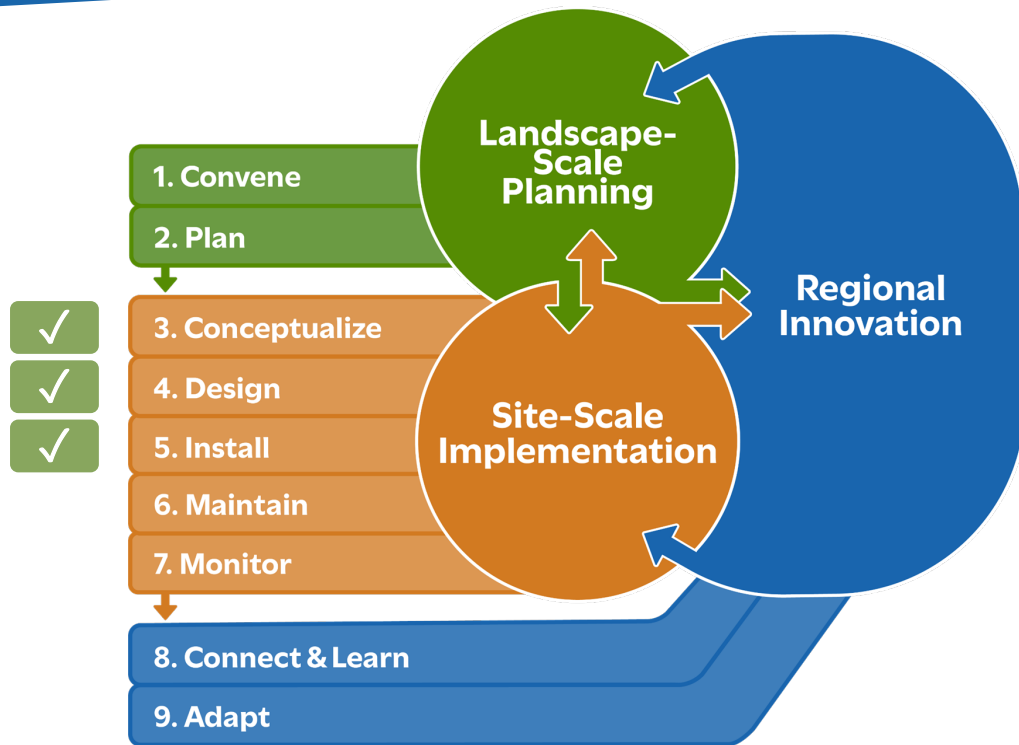 Landscape-
Scale
Planning
1. Convene
2. Plan
Regional
Innovation
3. Conceptualize
4. Design
5. Install
6. Maintain
7. Monitor
Site-Scale
Implementation
8. Connect & Learn
9. Adapt